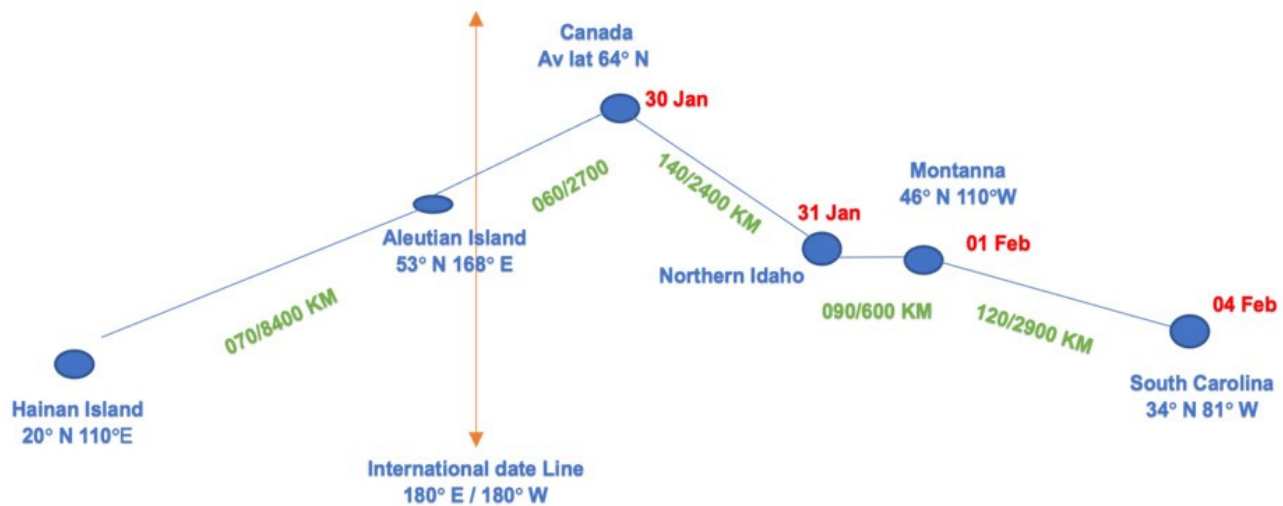 Canada
Av lat 64° N
30 Jan
060/2700
140/2400 KM
Montanna
46° N 110°W
31 Jan
01 Feb
Aleutian Island
53° N 168° E
Northern Idaho
070/8400 KM
090/600 KM
120/2900 KM
04 Feb
Hainan Island
20° N 110°E
South Carolina
34° N 81° W
International date Line
180° E / 180° W